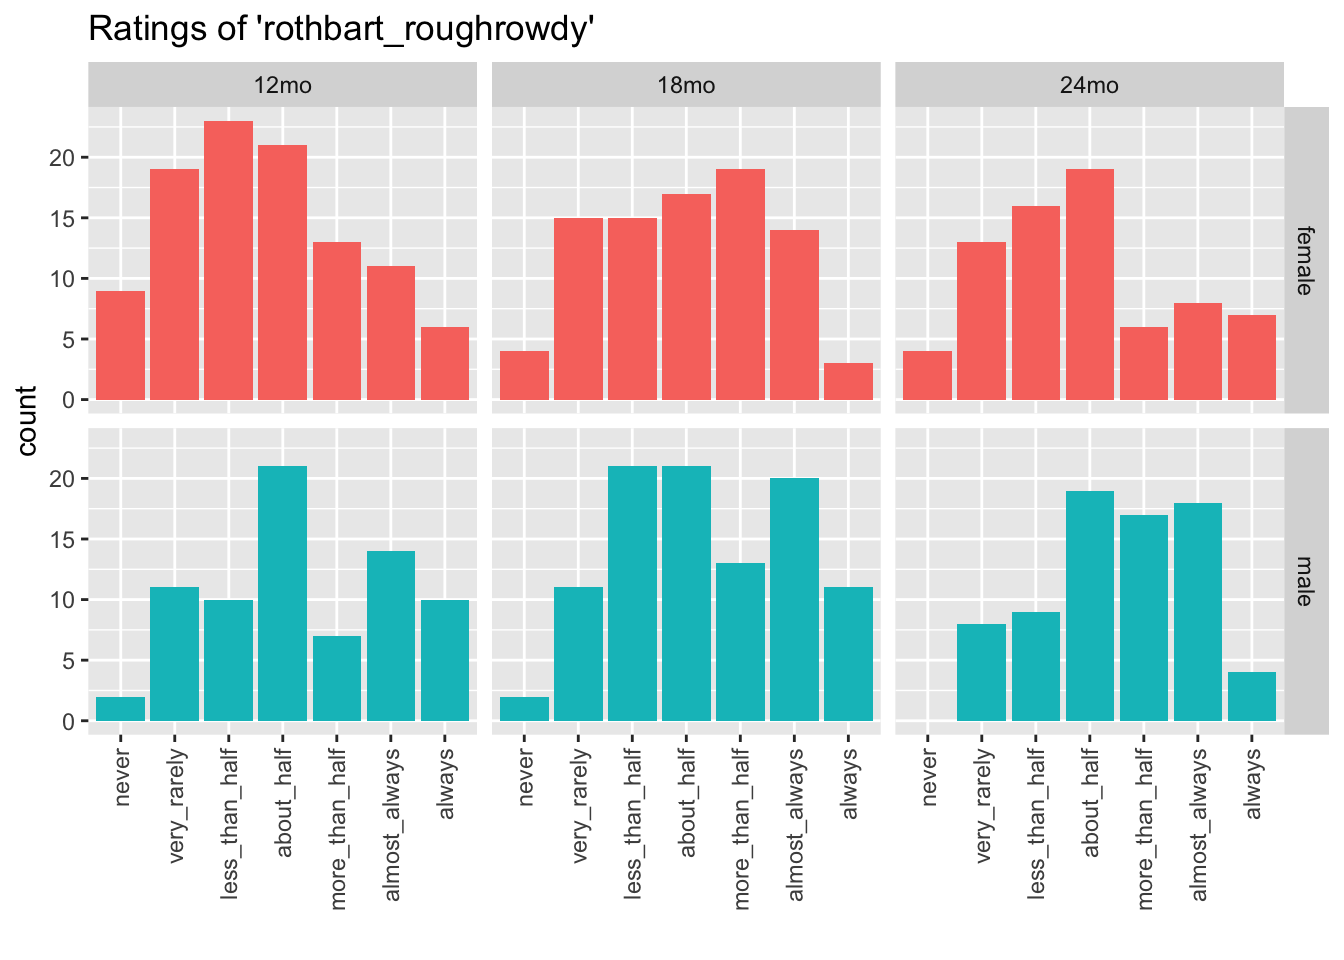 Ratings of 'rothbart_roughrowdy'
12mo
18mo
24mo
20
15
10
5
0
female
count
20
15
10
5
0
male
never
very_rarely
less_than_half
about_half
more_than_half
almost_always
always
never
very_rarely
less_than_half
about_half
more_than_half
almost_always
always
never
very_rarely
less_than_half
about_half
more_than_half
almost_always
always